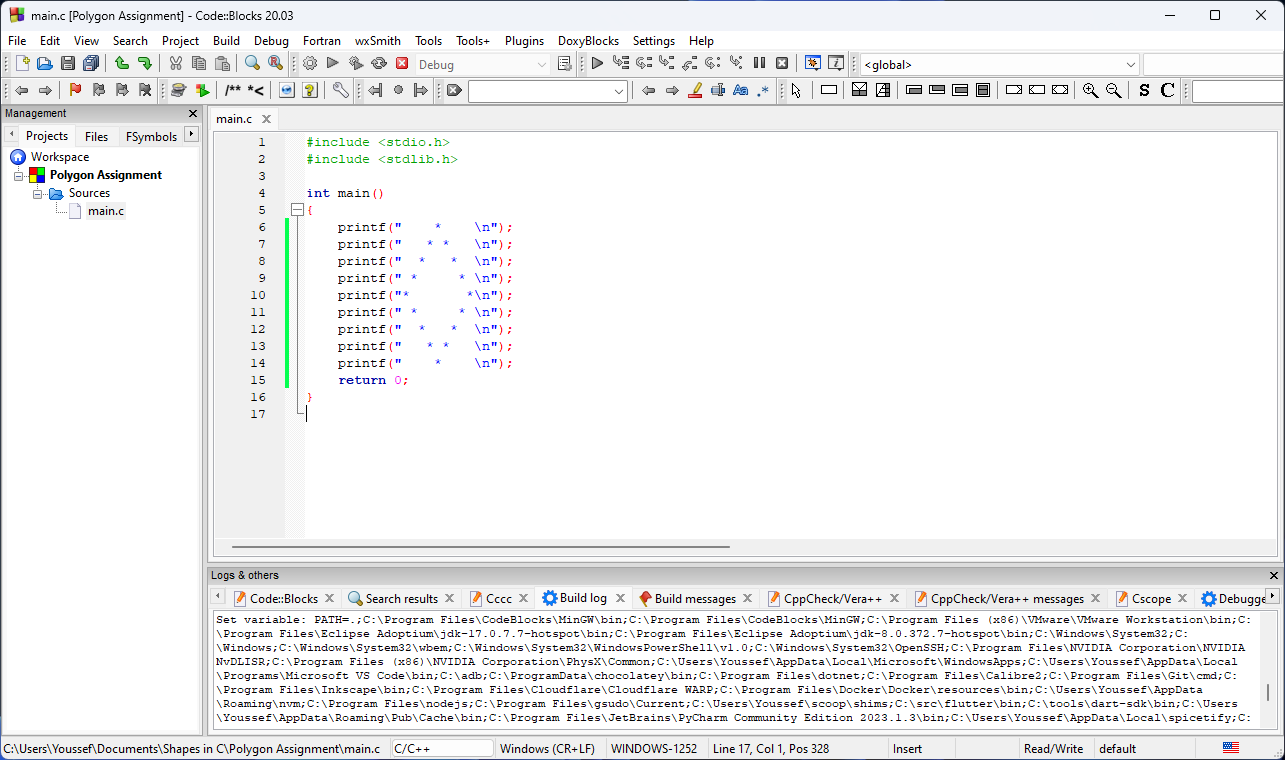 main.c [Polygon Assignment] - Code::Blocks 20.03
File Edit View Search Project Build Debug Fortran wxSmith Tools Tools+ Plugins DoxyBlocks Settings Help
Debug <global>
/** *< Aa .* S C
Management
Projects Files FSymbols
Workspace
Polygon Assignment
Sources
main.c
main.c
1 #include <stdio.h>
2 #include <stdlib.h>
3
4 int main()
5 {
6     printf("    *    \n");
7     printf("   * *   \n");
8     printf("  *   *  \n");
9     printf(" *     * \n");
10     printf("*       *\n");
11     printf(" *     * \n");
12     printf("  *   *  \n");
13     printf("   * *   \n");
14     printf("    *    \n");
15     return 0;
16 }
17
Logs & others
Code::Blocks Search results Cccc Build log Build messages CppCheck/Vera++ CppCheck/Vera++ messages Cscope Debugge
Set variable: PATH=.;C:\Program Files\CodeBlocks\MinGW\bin;C:\Program Files\CodeBlocks\MinGW;C:\Program Files (x86)\VMware\VMware Workstation\bin;C:
\Program Files\Eclipse Adoptium\jdk-17.0.7.7-hotspot\bin;C:\Program Files\Eclipse Adoptium\jdk-8.0.372.7-hotspot\bin;C:\Windows\System32;C:
\Windows;C:\Windows\System32\wbem;C:\Windows\System32\WindowsPowerShell\v1.0;C:\Windows\System32\OpenSSH;C:\Program Files\NVIDIA Corporation\NVIDIA
NvDLISR;C:\Program Files (x86)\NVIDIA Corporation\PhysX\Common;C:\Users\Youssef\AppData\Local\Microsoft\WindowsApps;C:\Users\Youssef\AppData\Local
\Programs\Microsoft VS Code\bin;C:\adb;C:\ProgramData\chocolatey\bin;C:\Program Files\dotnet;C:\Program Files\Calibre2;C:\Program Files\Git\cmd;C:
\Program Files\Inkscape\bin;C:\Program Files\Cloudflare\Cloudflare WARP;C:\Program Files\Docker\Docker\resources\bin;C:\Users\Youssef\AppData
\Roaming\nvm;C:\Program Files\nodejs;C:\Program Files\gsudo\Current;C:\Users\Youssef\scoop\shims;C:\src\flutter\bin;C:\tools\dart-sdk\bin;C:\Users
\Youssef\AppData\Roaming\Pub\Cache\bin;C:\Program Files\JetBrains\PyCharm Community Edition 2023.1.3\bin;C:\Users\Youssef\AppData\Local\spicetify;C:
C:\Users\Youssef\Documents\Shapes in C\Polygon Assignment\main.c C/C++ Windows (CR+LF) WINDOWS-1252 Line 17, Col 1, Pos 328 Insert Read/Write default